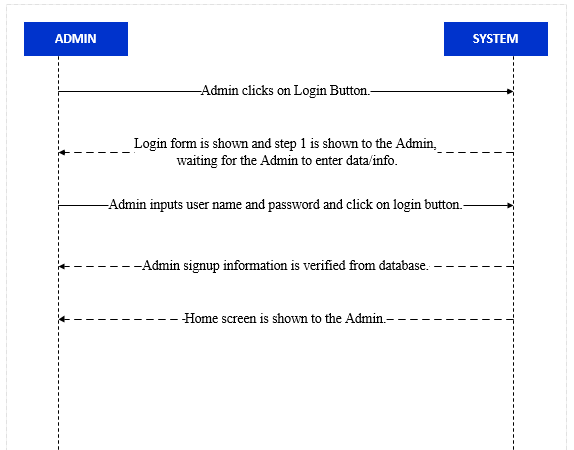 ADMIN
SYSTEM
Admin clicks on Login Button.
Login form is shown and step 1 is shown to the Admin,
waiting for the Admin to enter data/info.
Admin inputs user name and password and click on login button.
Admin signup information is verified from database.
Home screen is shown to the Admin.